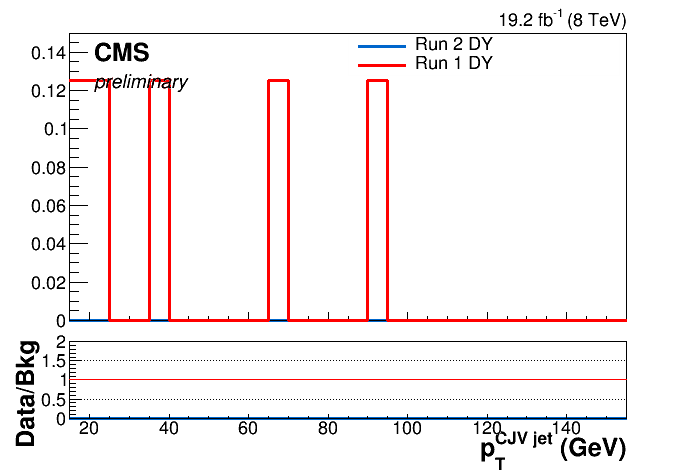 19.2 fb⁻¹ (8 TeV)
CMS
preliminary
Run 2 DY
Run 1 DY
0.14
0.12
0.1
0.08
0.06
0.04
0.02
0
Data/Bkg
2
1.5
1
0.5
0
20 40 60 80 100 120 140
p_T^CJV jet (GeV)